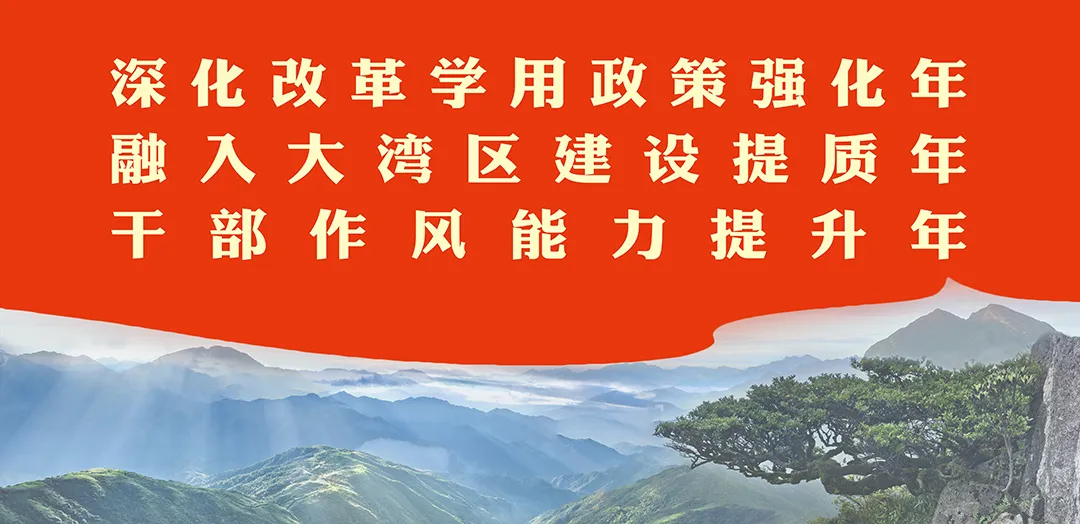 深化改革学用政策强化年
融入大湾区建设提质年
干部作风能力提升年